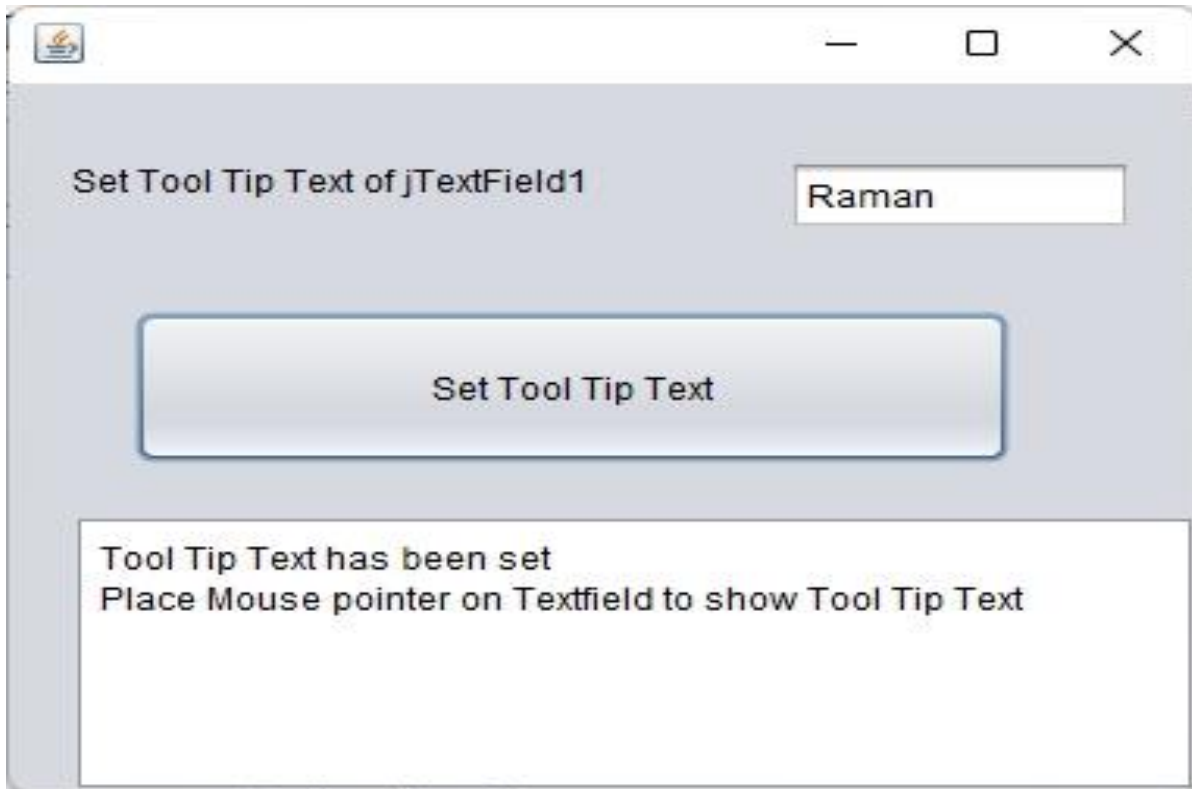 Set Tool Tip Text of jTextField1
Raman
Set Tool Tip Text
Tool Tip Text has been set
Place Mouse pointer on Textfield to show Tool Tip Text